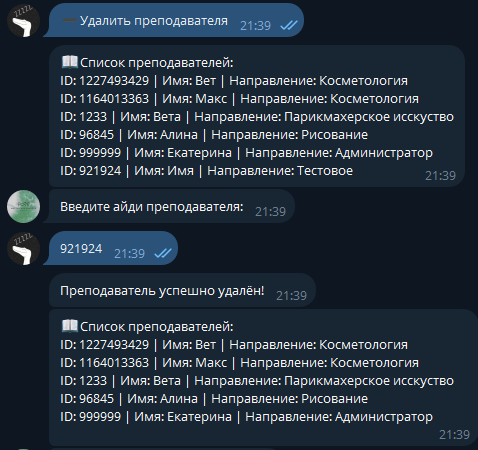 ➖Удалить преподавателя 21:39
📖Список преподавателей:
ID: 1227493429 | Имя: Вет | Направление: Косметология
ID: 1164013363 | Имя: Макс | Направление: Косметология
ID: 1233 | Имя: Вета | Направление: Парикмахерское исскуство
ID: 96845 | Имя: Алина | Направление: Рисование
ID: 999999 | Имя: Екатерина | Направление: Администратор
ID: 921924 | Имя: Имя | Направление: Тестовое
21:39
Введите айди преподавателя: 21:39
921924 21:39
Преподаватель успешно удалён! 21:39
📖Список преподавателей:
ID: 1227493429 | Имя: Вет | Направление: Косметология
ID: 1164013363 | Имя: Макс | Направление: Косметология
ID: 1233 | Имя: Вета | Направление: Парикмахерское исскуство
ID: 96845 | Имя: Алина | Направление: Рисование
ID: 999999 | Имя: Екатерина | Направление: Администратор
21:39